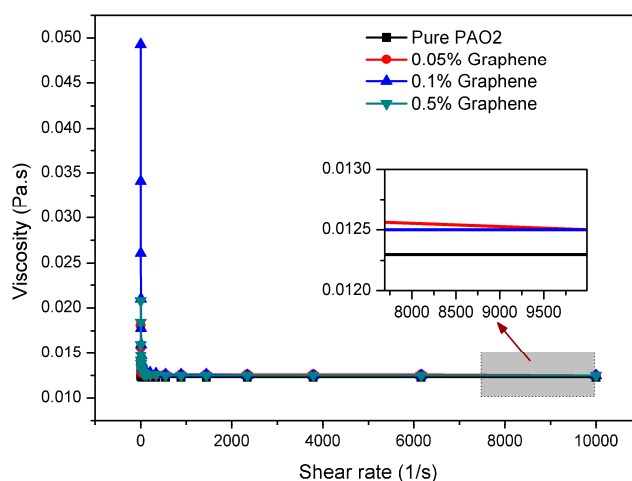 0.050
0.045
0.040
0.035
0.030
0.025
0.020
0.015
0.010
Viscosity (Pa.s)
Pure PAO2
0.05% Graphene
0.1% Graphene
0.5% Graphene
0.0130
0.0125
0.0120
8000 8500 9000 9500
0 2000 4000 6000 8000 10000
Shear rate (1/s)